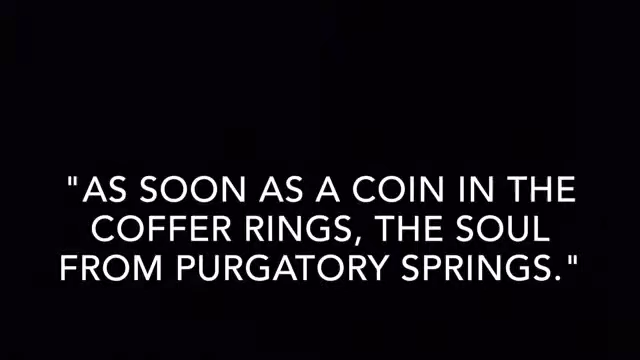 "AS SOON AS A COIN IN THE
COFFER RINGS, THE SOUL
FROM PURGATORY SPRINGS."